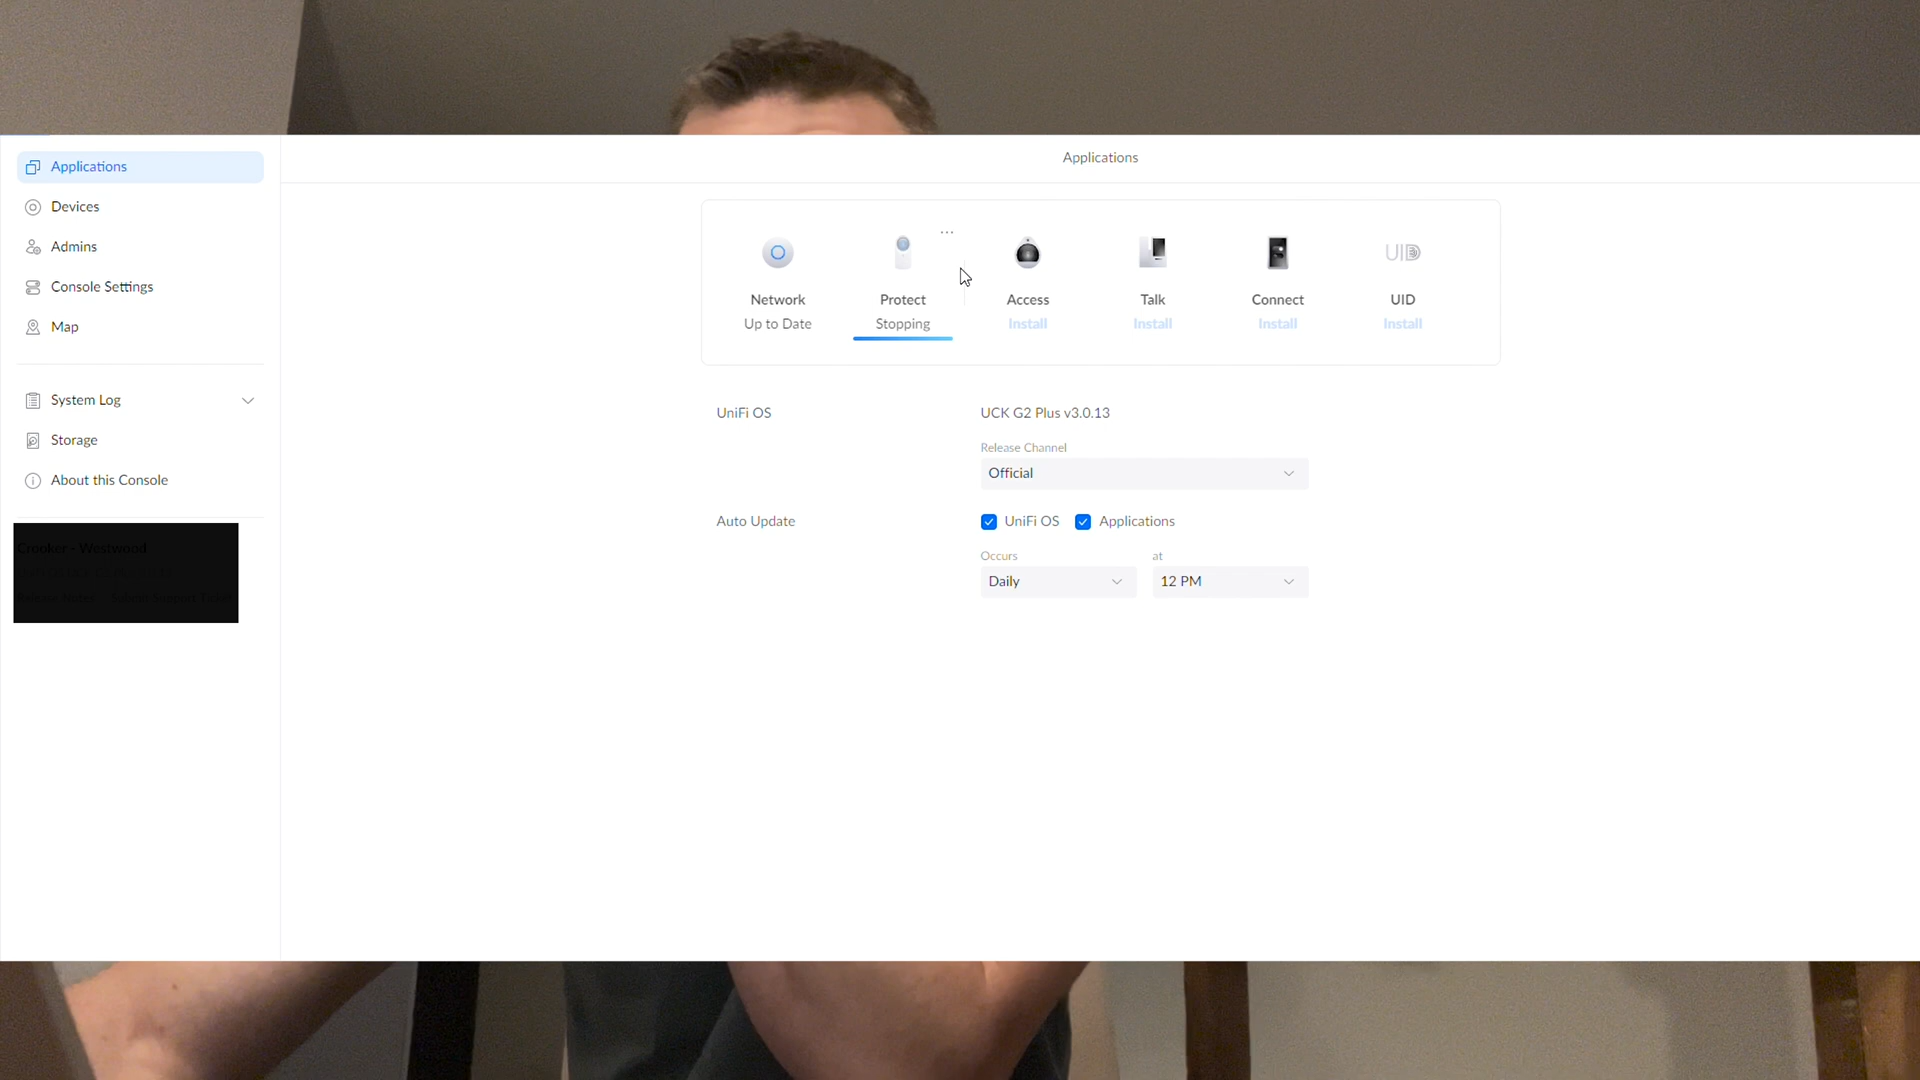 Applications
Applications
Devices
Admins
Console Settings
Map
System Log
Storage
About this Console
Crooker - Westwood
Network
Up to Date
Protect
Stopping
Access
Install
Talk
Install
Connect
Install
UID
UID
Install
UniFi OS
UCK G2 Plus v3.0.13
Release Channel
Official
Auto Update
UniFi OS
Applications
Occurs
at
Daily
12 PM